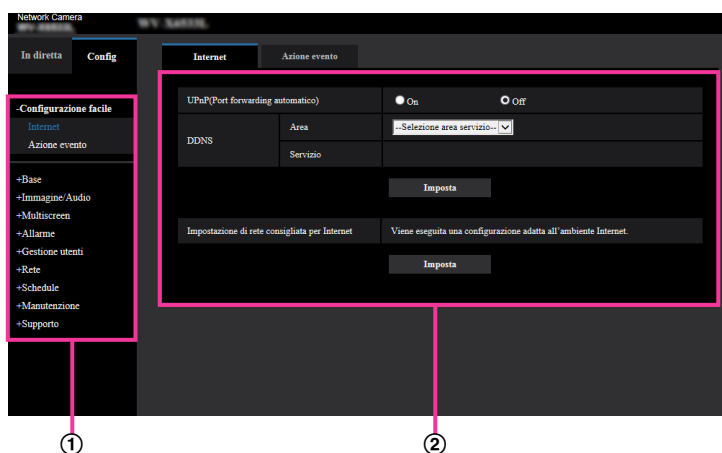 Network Camera
In diretta
Config
Internet
Azione evento
-Configurazione facile
Internet
Azione evento
+Base
+Immagine/Audio
+Multiscreen
+Allarme
+Gestione utenti
+Rete
+Schedule
+Manutenzione
+Supporto
UPnP(Port forwarding automatico)
On
Off
DDNS
Area
--Selezione area servizio--
Servizio
Imposta
Impostazione di rete consigliata per Internet
Viene eseguita una configurazione adatta all'ambiente Internet.
Imposta
①
②